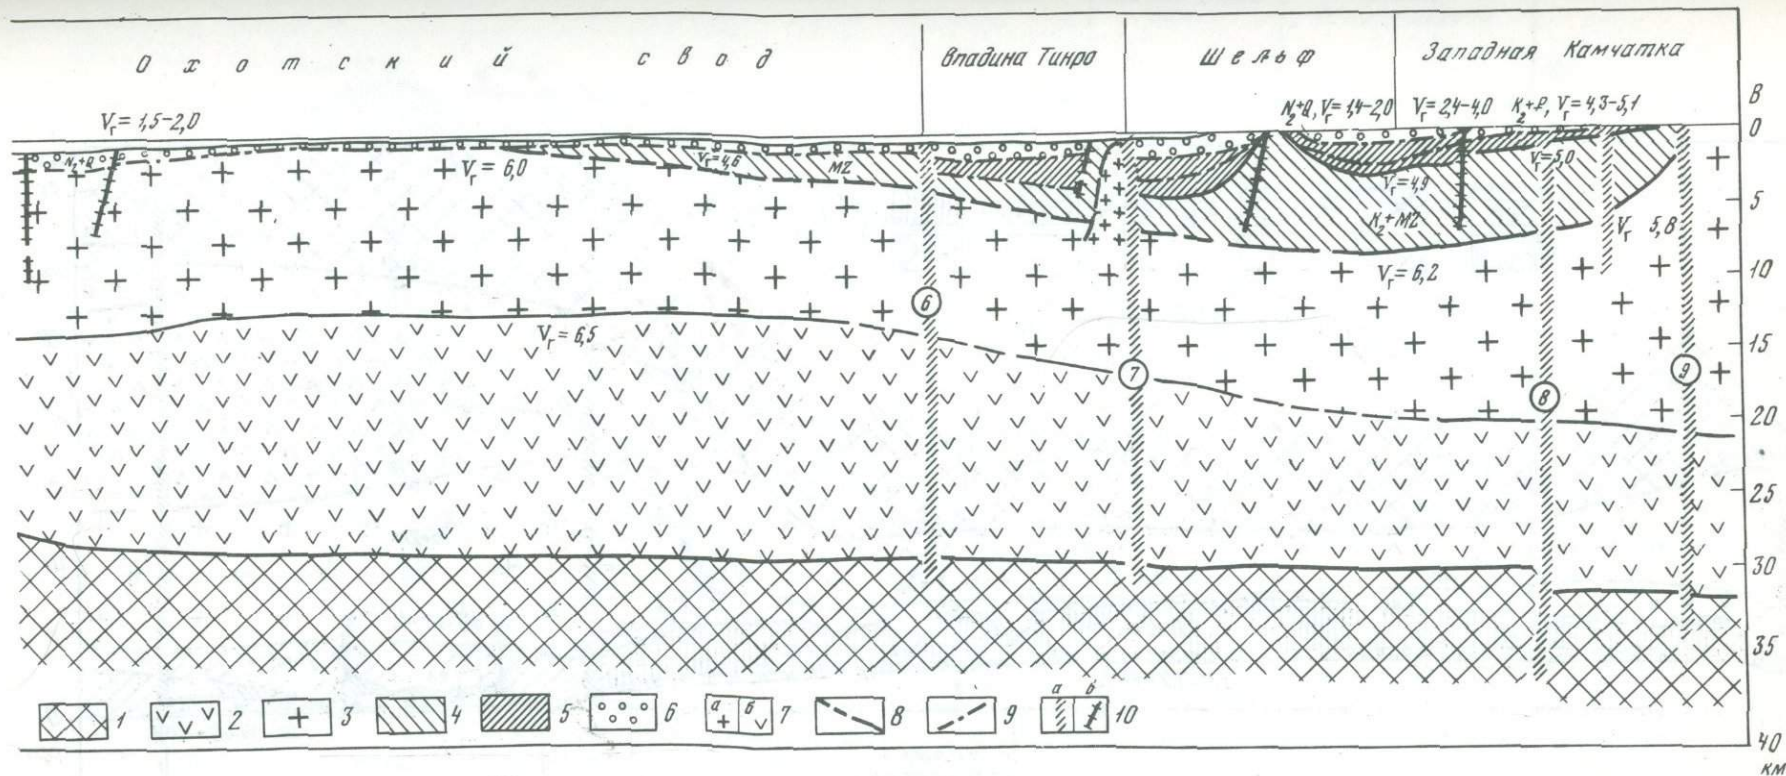 Охотский свод Впадина Тинро Шельф Западная Камчатка
В
N₂+Q, Vг=1,4-2,0 Vг=2,4-4,0 K₂+P, Vг=4,3-5,1
Vг=1,5-2,0
0
N₁+Q Vг=6,0 Vг=4,6 MZ Vг=5,0
Vг=4,9
5
K₂+MZ Vг 5,8
Vг=6,2
10
6
Vг=6,5
15
7 8 9
20
25
30
35
1 2 3 4 5 6 а б 7 8 9 а б 10
40
км